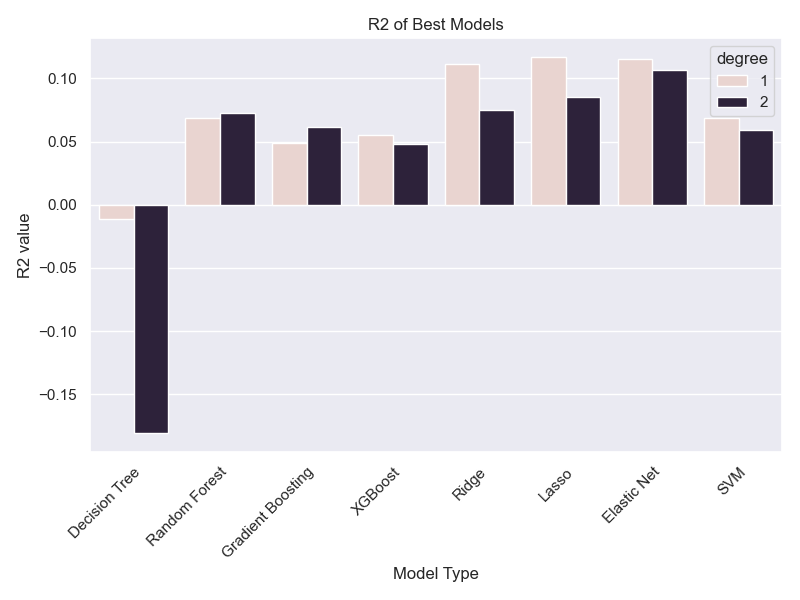 R2 of Best Models
degree
1
2
0.10
0.05
0.00
−0.05
−0.10
−0.15
R2 value
Decision Tree
Random Forest
Gradient Boosting
XGBoost
Ridge
Lasso
Elastic Net
SVM
Model Type